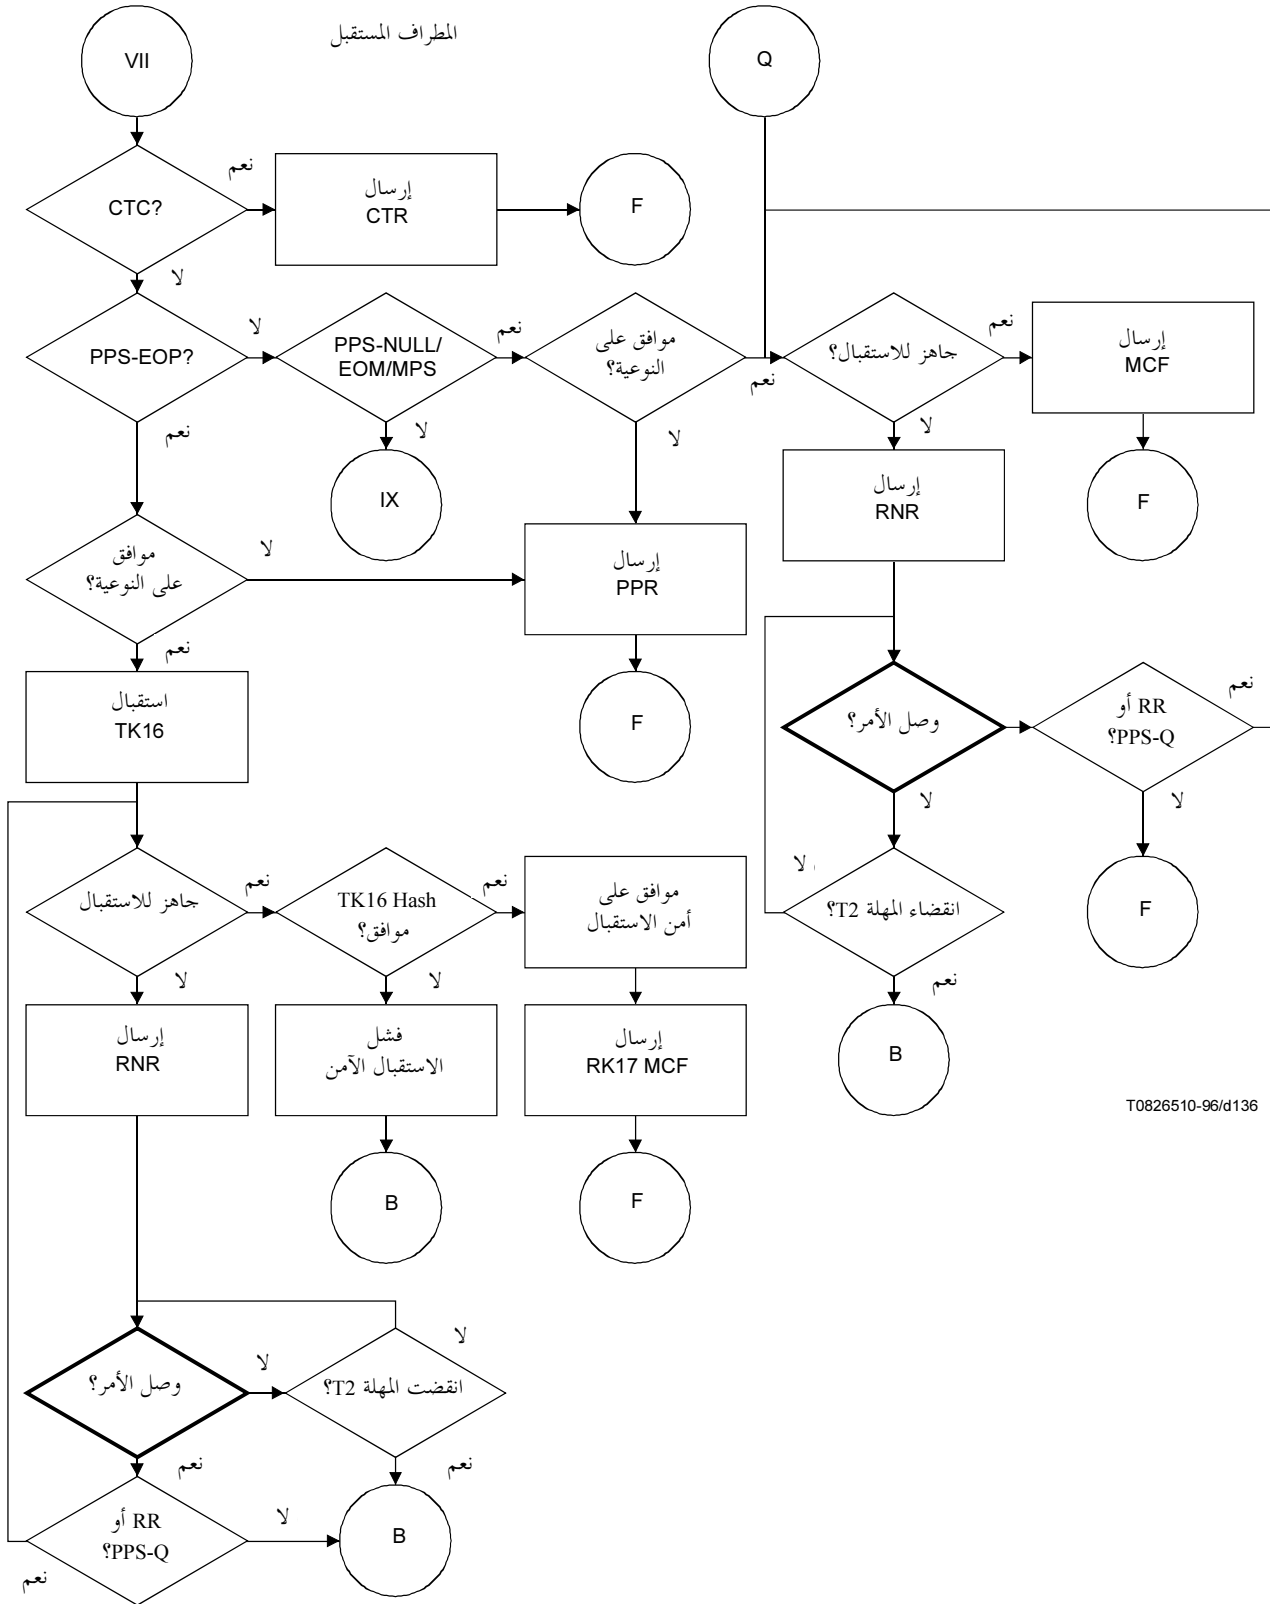 VII
المطراف المستقبل
Q
CTC?
نعم
إرسال
CTR
F
لا
PPS-EOP?
لا
PPS-NULL/
EOM/MPS
نعم
موافق على
النوعية؟
نعم
جاهز للاستقبال؟
نعم
إرسال
MCF
نعم
لا
لا
لا
IX
إرسال
RNR
F
موافق
على النوعية؟
لا
إرسال
PPR
نعم
استقبال
TK16
F
وصل الأمر؟
RR أو
PPS-Q؟
نعم
لا
لا
جاهز للاستقبال
نعم
TK16 Hash
موافق؟
نعم
موافق على
أمن الاستقبال
لا
انقضاء المهلة T2؟
F
لا
لا
نعم
إرسال
RNR
فشل
الاستقبال الآمن
إرسال
RK17 MCF
B
T0826510-96/d136
B
F
وصل الأمر؟
لا
انقضت المهلة T2؟
لا
نعم
نعم
RR أو
PPS-Q؟
لا
B
نعم